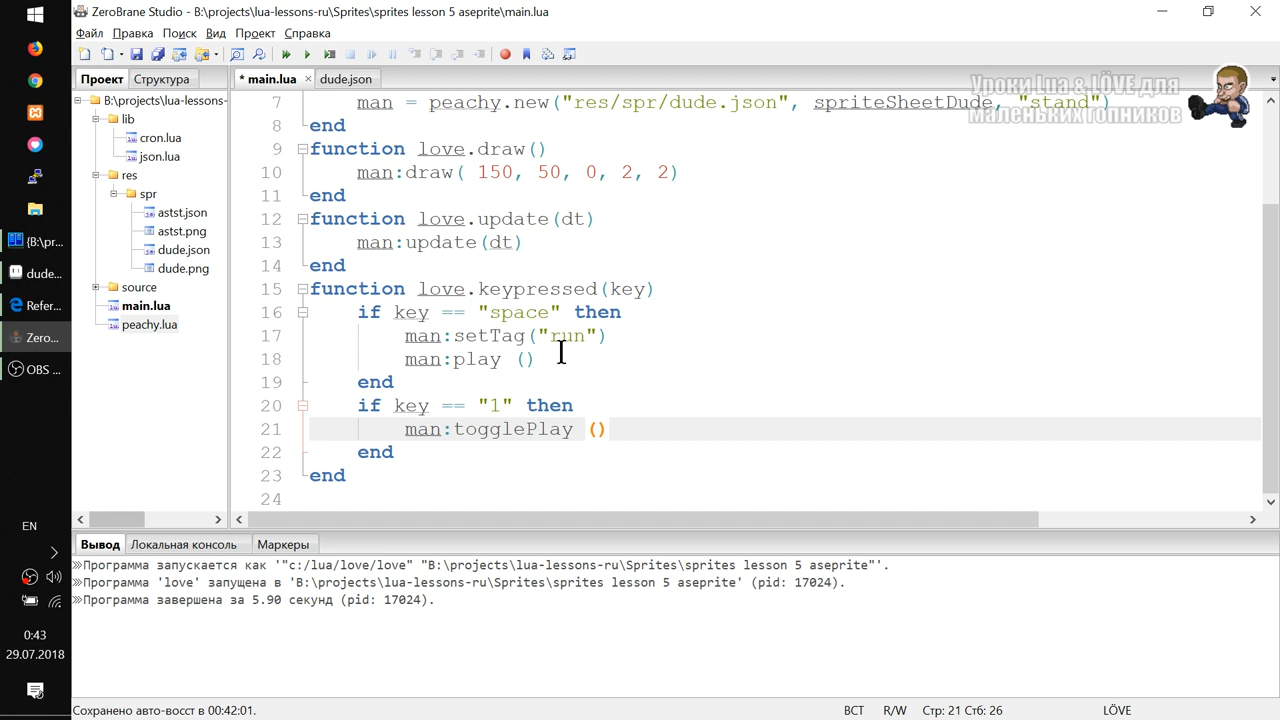 ZeroBrane Studio - B:\projects\lua-lessons-ru\Sprites\sprites lesson 5 aseprite\main.lua
Файл Правка Поиск Вид Проект Справка
Проект Структура
* main.lua dude.json
Уроки Lua & LÖVE для
маленьких гопников
B:\projects\lua-lessons-
lib
cron.lua
json.lua
res
spr
astst.json
astst.png
dude.json
dude.png
source
main.lua
peachy.lua
7 man = peachy.new("res/spr/dude.json", spriteSheetDude, "stand")
8 end
9 function love.draw()
10 man:draw( 150, 50, 0, 2, 2)
11 end
12 function love.update(dt)
13 man:update(dt)
14 end
15 function love.keypressed(key)
16 if key == "space" then
17 man:setTag("run")
18 man:play ()
19 end
20 if key == "1" then
21 man:togglePlay ()
22 end
23 end
24
{B:\pr...
dude...
Refer...
Zero...
OBS ...
EN
0:43
29.07.2018
Вывод Локальная консоль Маркеры
Программа запускается как '"c:/lua/love/love" "B:\projects\lua-lessons-ru\Sprites\sprites lesson 5 aseprite"'.
Программа 'love' запущена в 'B:\projects\lua-lessons-ru\Sprites\sprites lesson 5 aseprite' (pid: 17024).
Программа завершена за 5.90 секунд (pid: 17024).
Сохранено авто-восст в 00:42:01. ВСТ R/W Стр: 21 Стб: 26 LÖVE